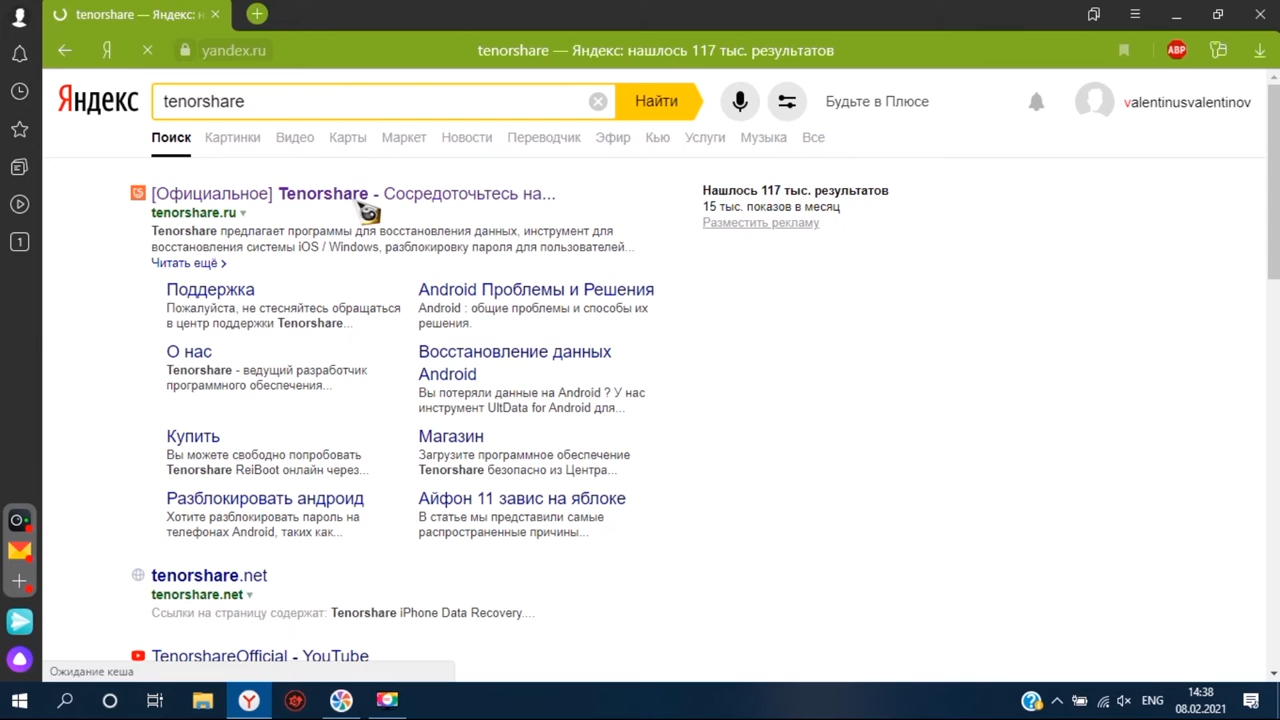 tenorshare — Яндекс: н
yandex.ru
tenorshare — Яндекс: нашлось 117 тыс. результатов
ABP
Яндекс
tenorshare
Найти
Будьте в Плюсе
valentinusvalentinov
Поиск Картинки Видео Карты Маркет Новости Переводчик Эфир Кью Услуги Музыка Все
[Официальное] Tenorshare - Сосредоточьтесь на...
tenorshare.ru
Tenorshare предлагает программы для восстановления данных, инструмент для
восстановления системы iOS / Windows, разблокировку пароля для пользователей...
Читать ещё >
Нашлось 117 тыс. результатов
15 тыс. показов в месяц
Разместить рекламу
Поддержка
Пожалуйста, не стесняйтесь обращаться
в центр поддержки Tenorshare...
Android Проблемы и Решения
Android : общие проблемы и способы их
решения.
О нас
Tenorshare - ведущий разработчик
программного обеспечения...
Восстановление данных
Android
Вы потеряли данные на Android ? У нас
инструмент UltData for Android для...
Купить
Вы можете свободно попробовать
Tenorshare ReiBoot онлайн через...
Магазин
Загрузите программное обеспечение
Tenorshare безопасно из Центра...
Разблокировать андроид
Хотите разблокировать пароль на
телефонах Android, таких как...
Айфон 11 завис на яблоке
В статье мы представили самые
распространенные причины...
tenorshare.net
tenorshare.net
Ссылки на страницу содержат: Tenorshare iPhone Data Recovery....
TenorshareOfficial - YouTube
Ожидание кеша
1
ENG
14:38
08.02.2021